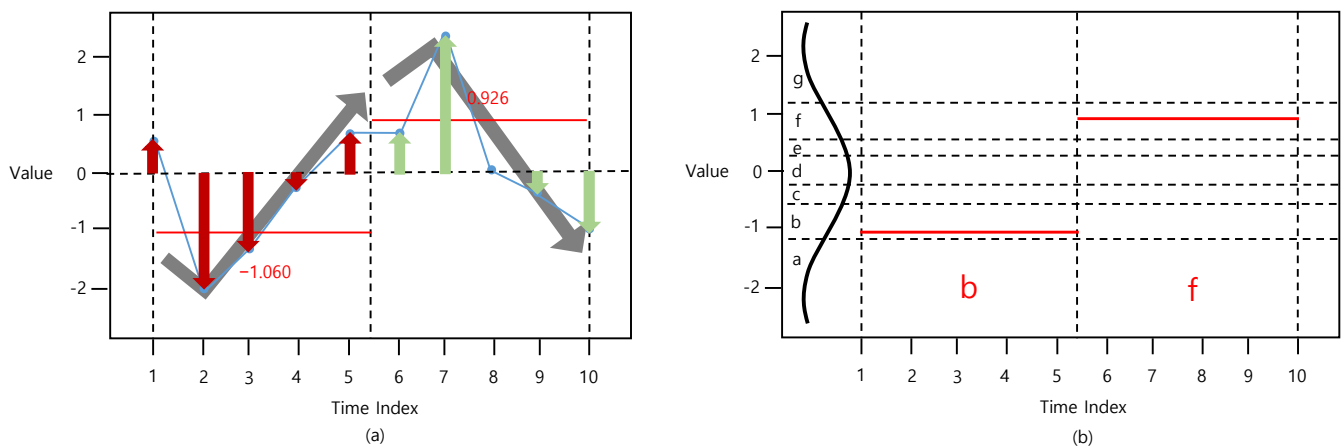 2
1
0
-1
-2
Value
0.926
−1.060
1 2 3 4 5 6 7 8 9 10
Time Index
(a)
2
1
0
-1
-2
Value
g
f
e
d
c
b
a
b f
1 2 3 4 5 6 7 8 9 10
Time Index
(b)